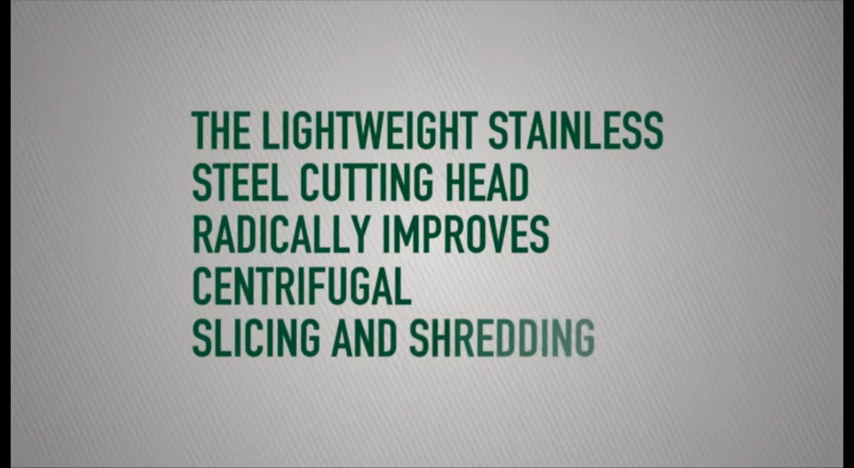 THE LIGHTWEIGHT STAINLESS
STEEL CUTTING HEAD
RADICALLY IMPROVES
CENTRIFUGAL
SLICING AND SHREDDING